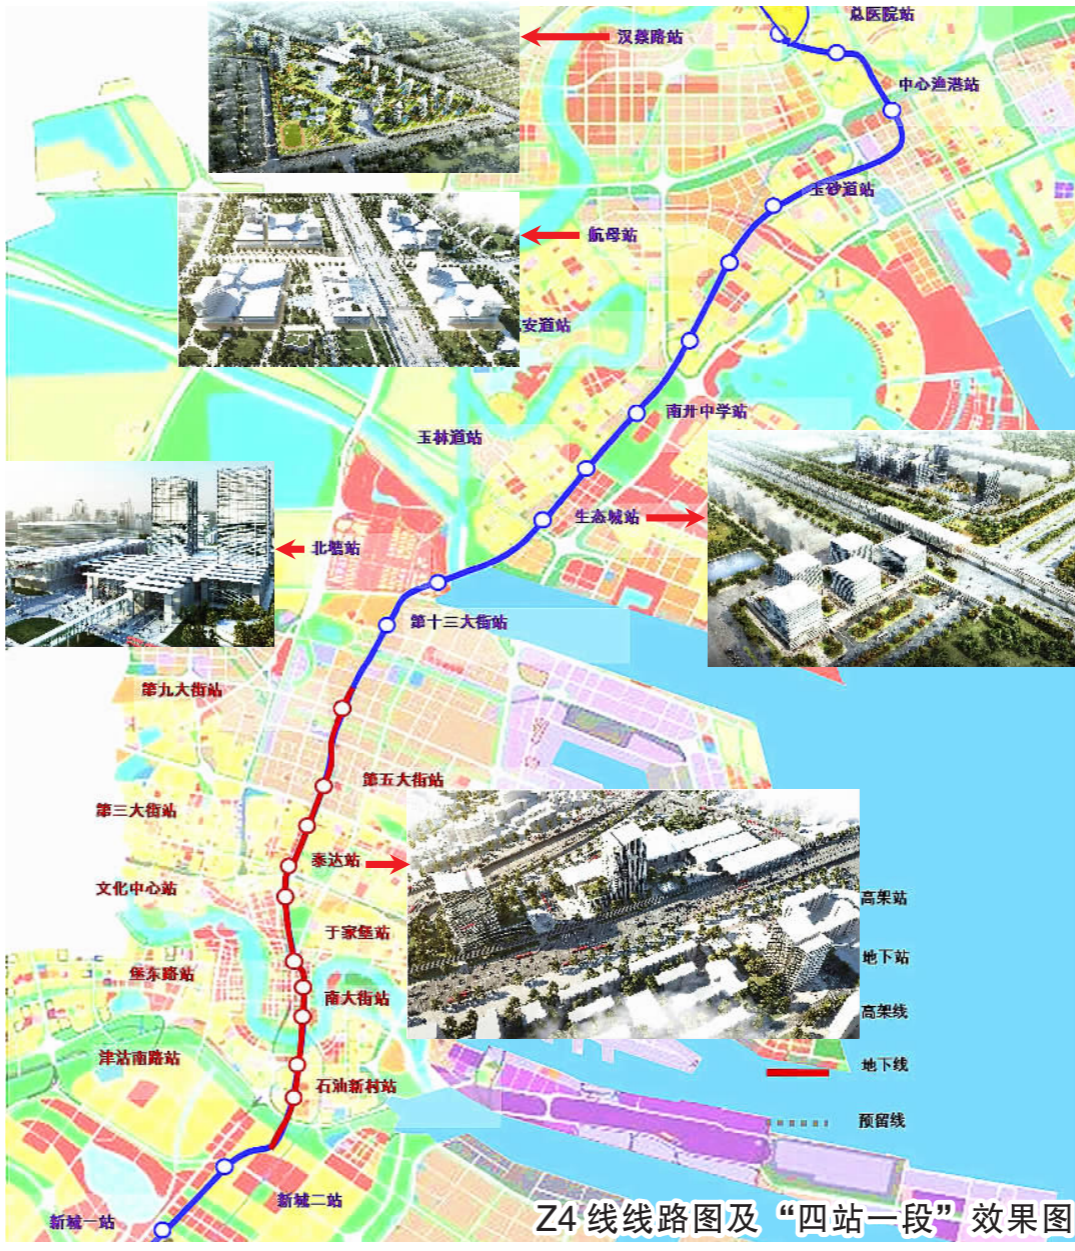 总医院站
汉蔡路站
中心渔港站
玉砂道站
航母站
安道站
南开中学站
玉林道站
生态城站
北塘站
第十三大街站
第九大街站
第五大街站
第三大街站
泰达站
文化中心站
高架站
于家堡站
地下站
堡东路站
南大街站
高架线
津沽南路站
地下线
石油新村站
预留线
新城二站
新城一站
Z4 线线路图及“四站一段”效果图